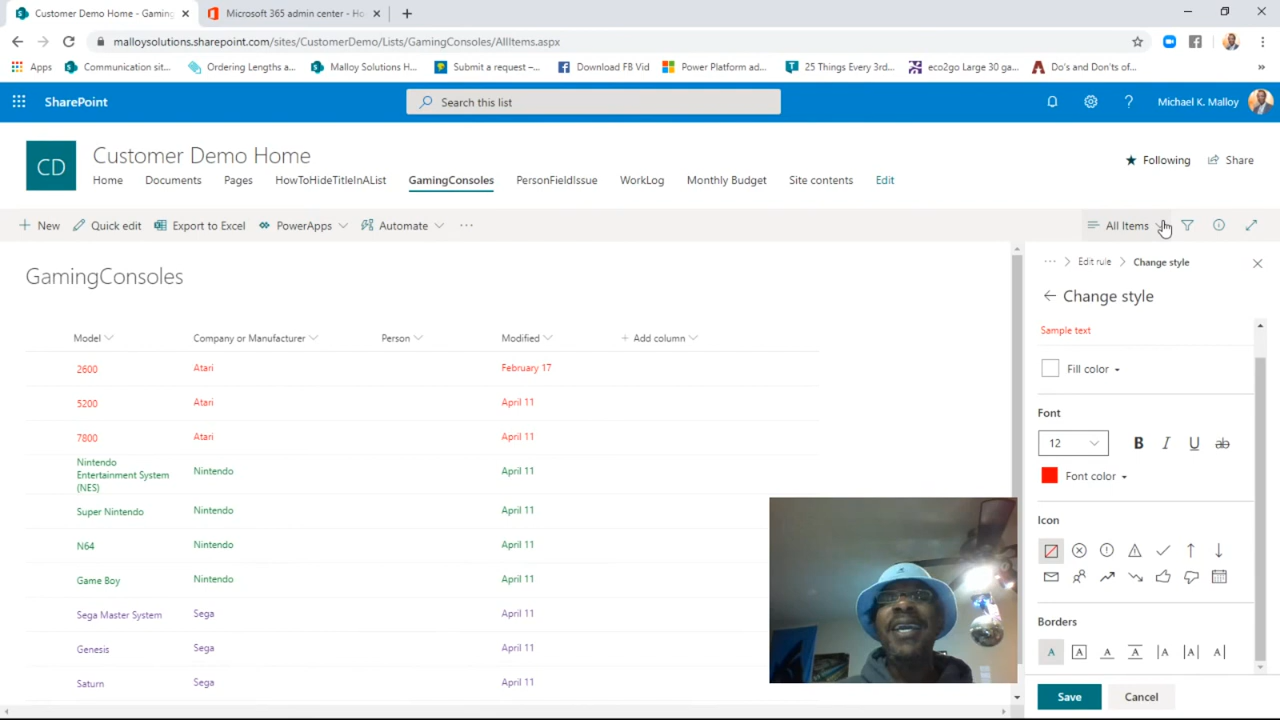 Customer Demo Home - Gaming
Microsoft 365 admin center - Ho
malloysolutions.sharepoint.com/sites/CustomerDemo/Lists/GamingConsoles/AllItems.aspx
Apps
Communication sit...
Ordering Lengths a...
Malloy Solutions H...
Submit a request –...
Download FB Vid
Power Platform ad...
25 Things Every 3rd...
eco2go Large 30 ga...
Do's and Don'ts of...
»
SharePoint
Search this list
Michael K. Malloy
CD
Customer Demo Home
Following
Share
Home
Documents
Pages
HowToHideTitleInAList
GamingConsoles
PersonFieldIssue
WorkLog
Monthly Budget
Site contents
Edit
New
Quick edit
Export to Excel
PowerApps
Automate
All Items
GamingConsoles
Model
Company or Manufacturer
Person
Modified
Add column
2600 Atari February 17
5200 Atari April 11
7800 Atari April 11
Nintendo
Entertainment System
(NES)
Nintendo April 11
Super Nintendo Nintendo April 11
N64 Nintendo April 11
Game Boy Nintendo April 11
Sega Master System Sega April 11
Genesis Sega April 11
Saturn Sega April 11
··· > Edit rule > Change style
Change style
Sample text
Fill color
Font
12
B I U ab
Font color
Icon
Borders
A A A A A A A
Save
Cancel